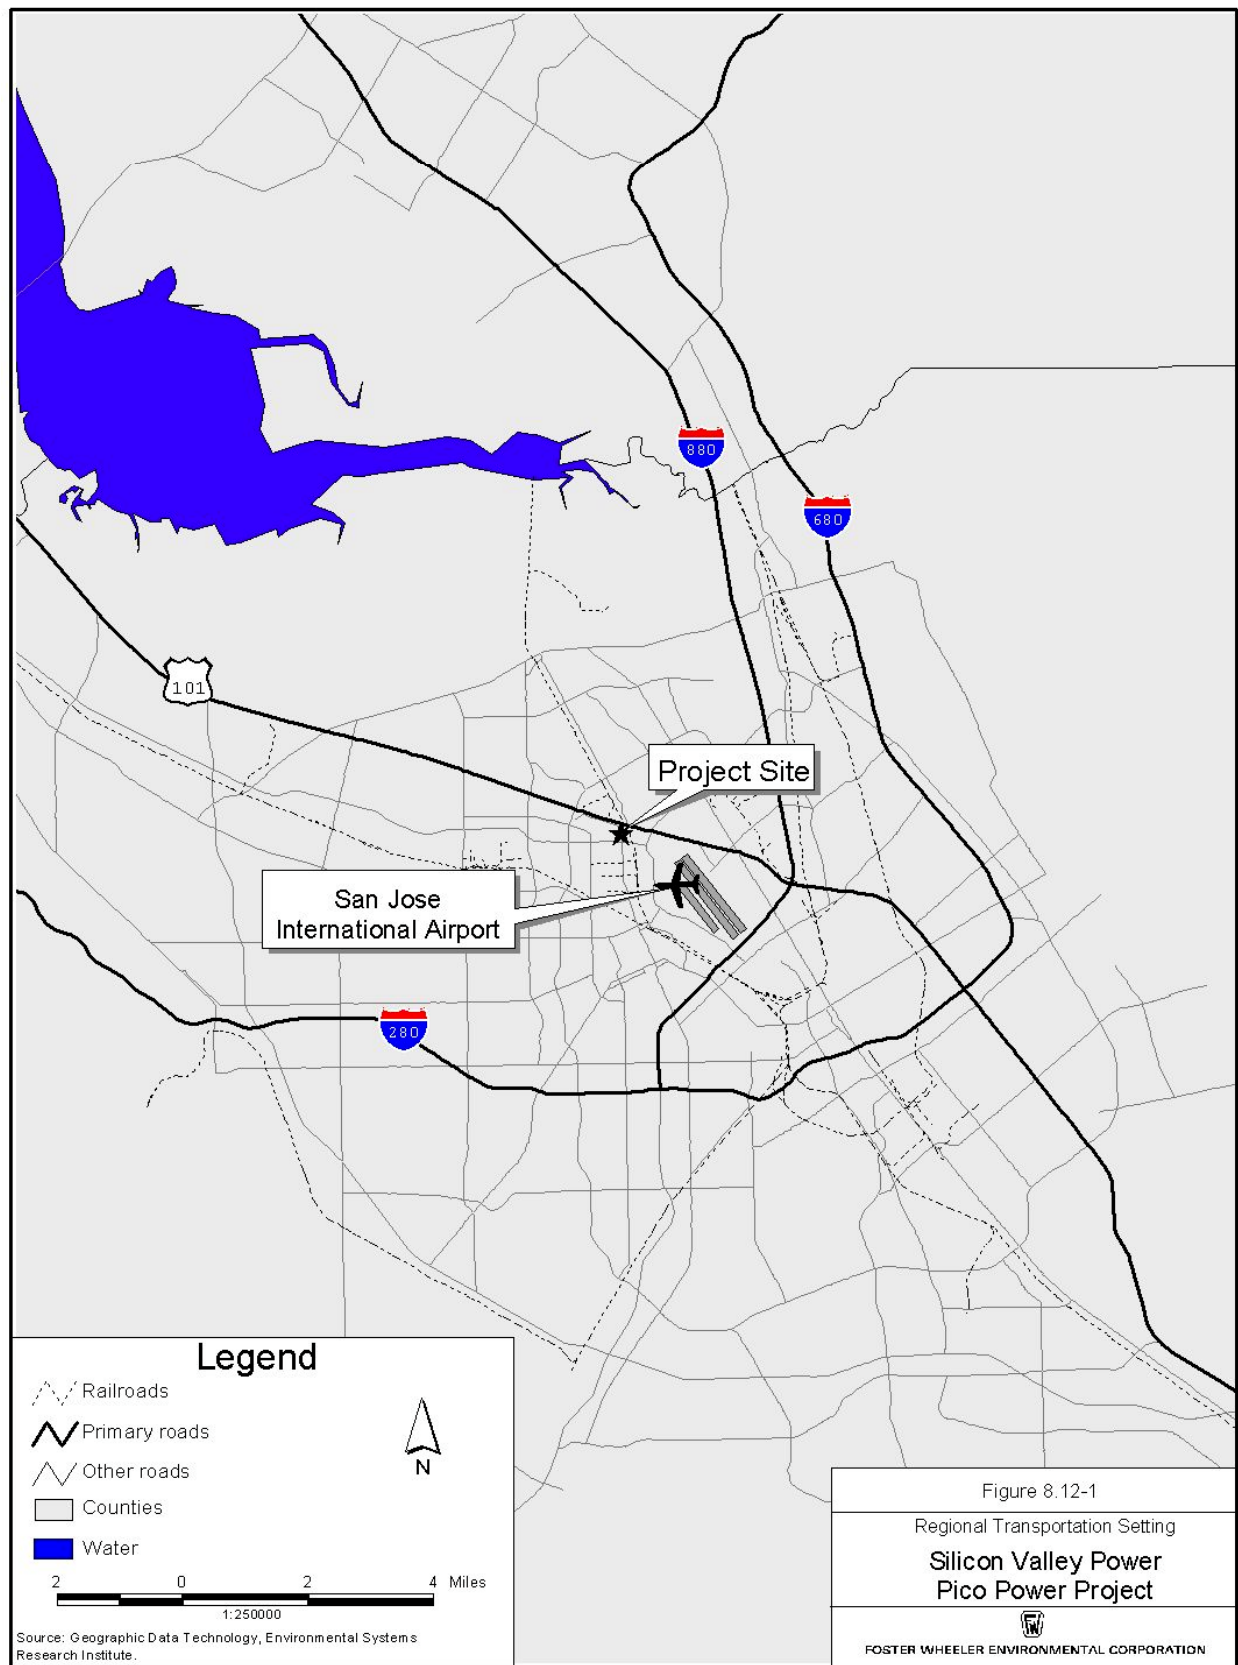 880
680
101
Project Site
San Jose
International Airport
280
Legend
Railroads
Primary roads
Other roads
Counties
Water
N
2 0 2 4 Miles
1:250000
Source: Geographic Data Technology, Environmental Systems
Research Institute.
Figure 8.12-1
Regional Transportation Setting
Silicon Valley Power
Pico Power Project
FW
FOSTER WHEELER ENVIRONMENTAL CORPORATION